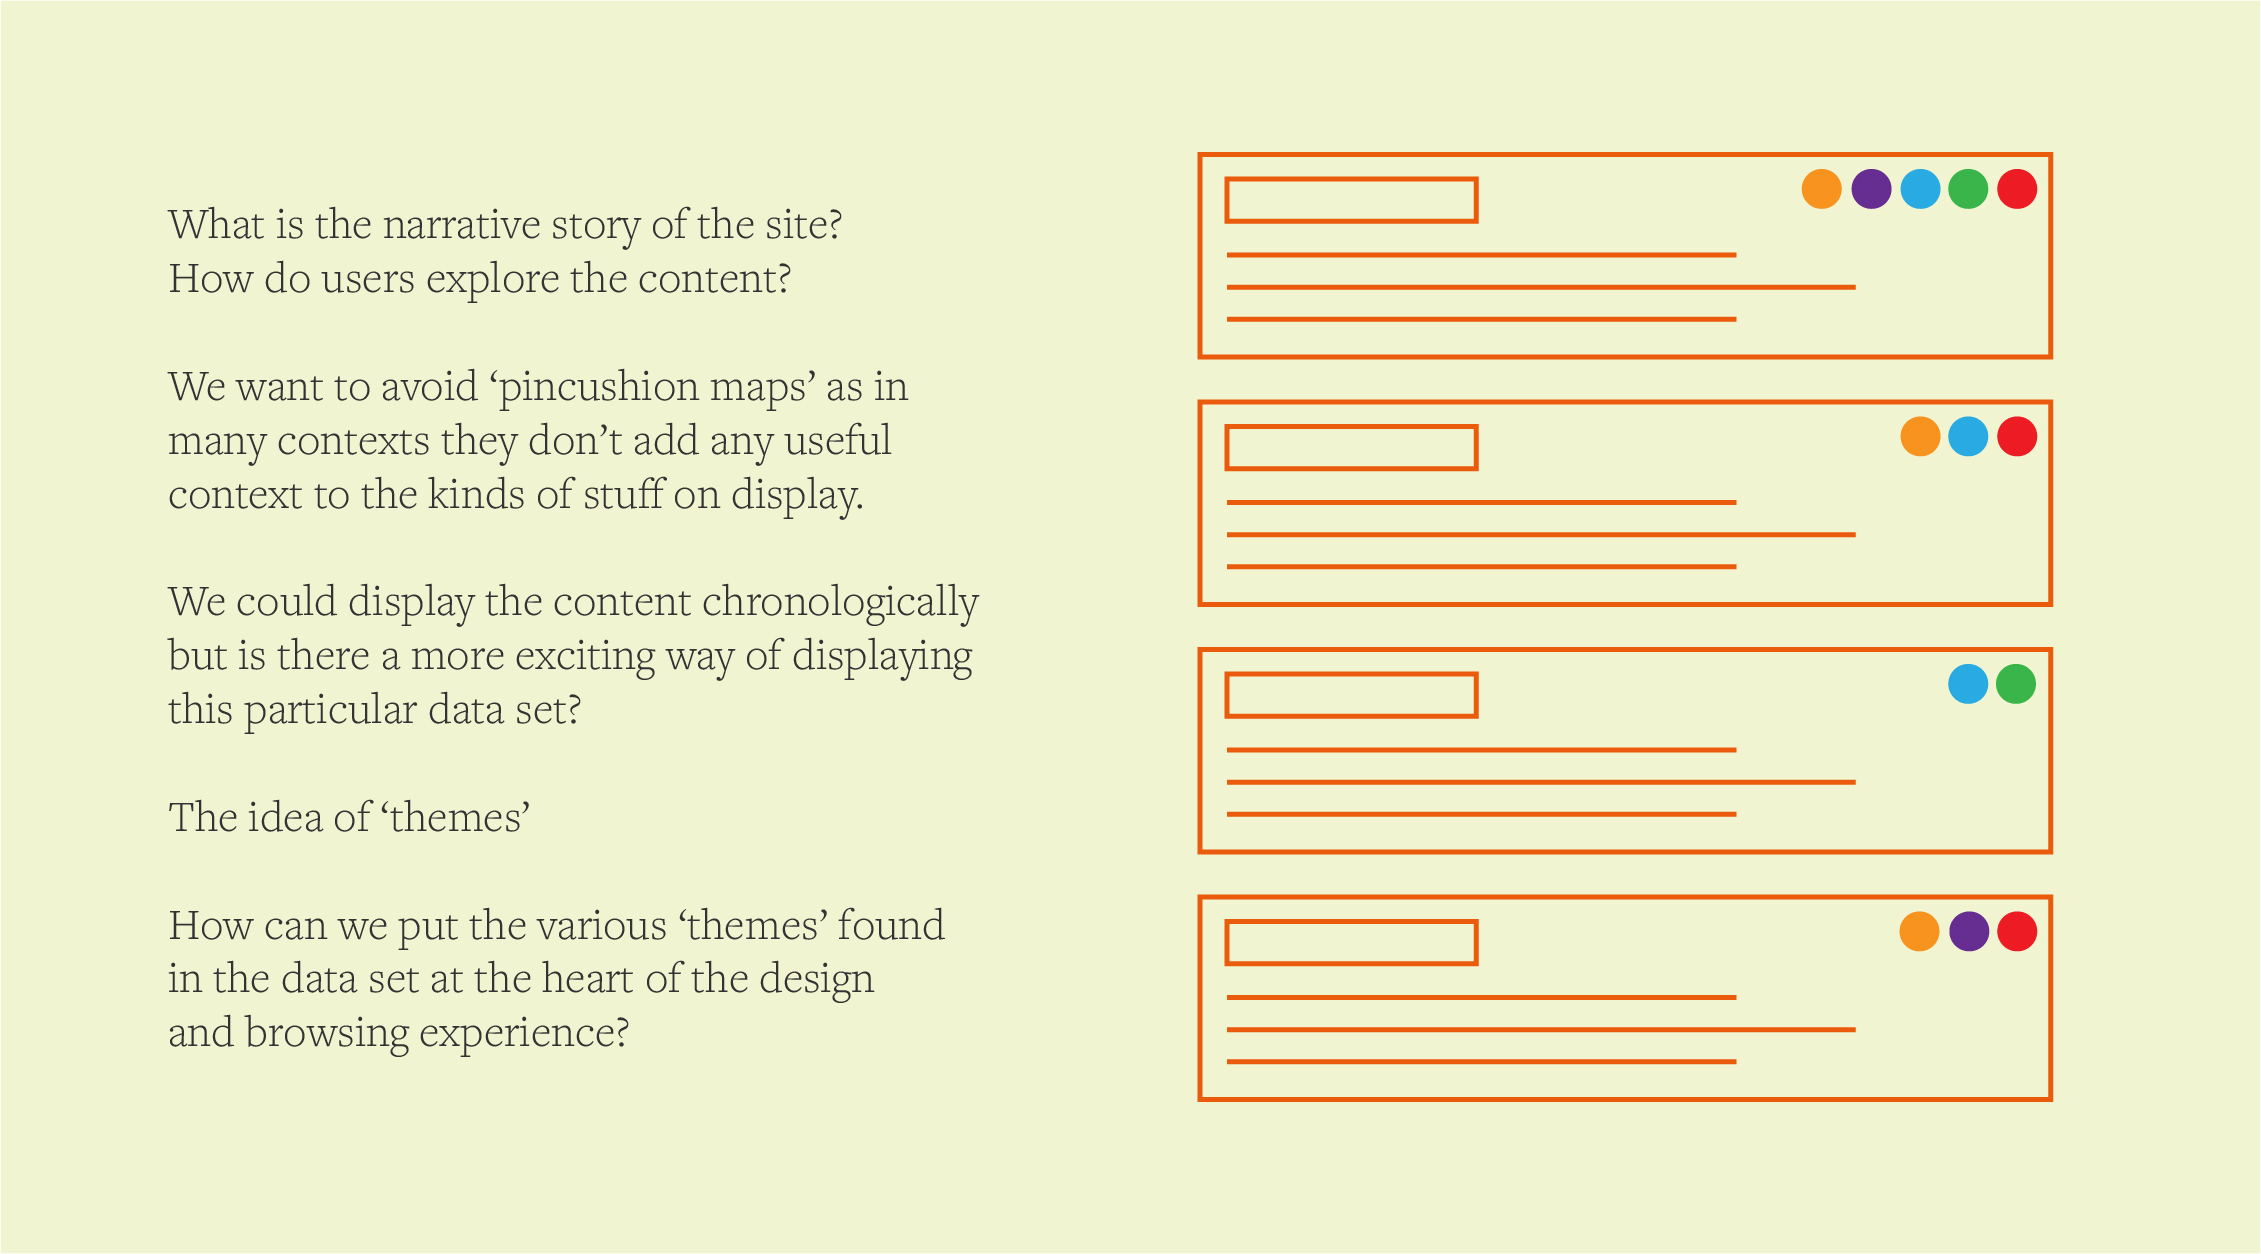 What is the narrative story of the site?
How do users explore the content?
We want to avoid ‘pincushion maps’ as in
many contexts they don’t add any useful
context to the kinds of stuff on display.
We could display the content chronologically
but is there a more exciting way of displaying
this particular data set?
The idea of ‘themes’
How can we put the various ‘themes’ found
in the data set at the heart of the design
and browsing experience?